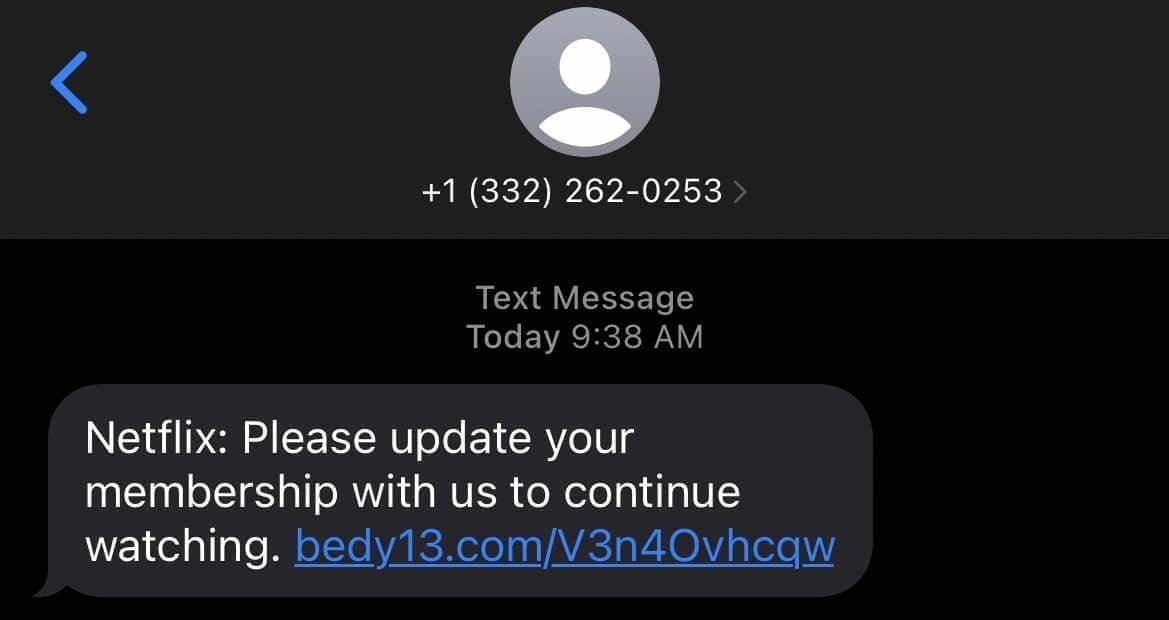 +1 (332) 262-0253
Text Message
Today 9:38 AM
Netflix: Please update your
membership with us to continue
watching. bedy13.com/V3n4Ovhcqw